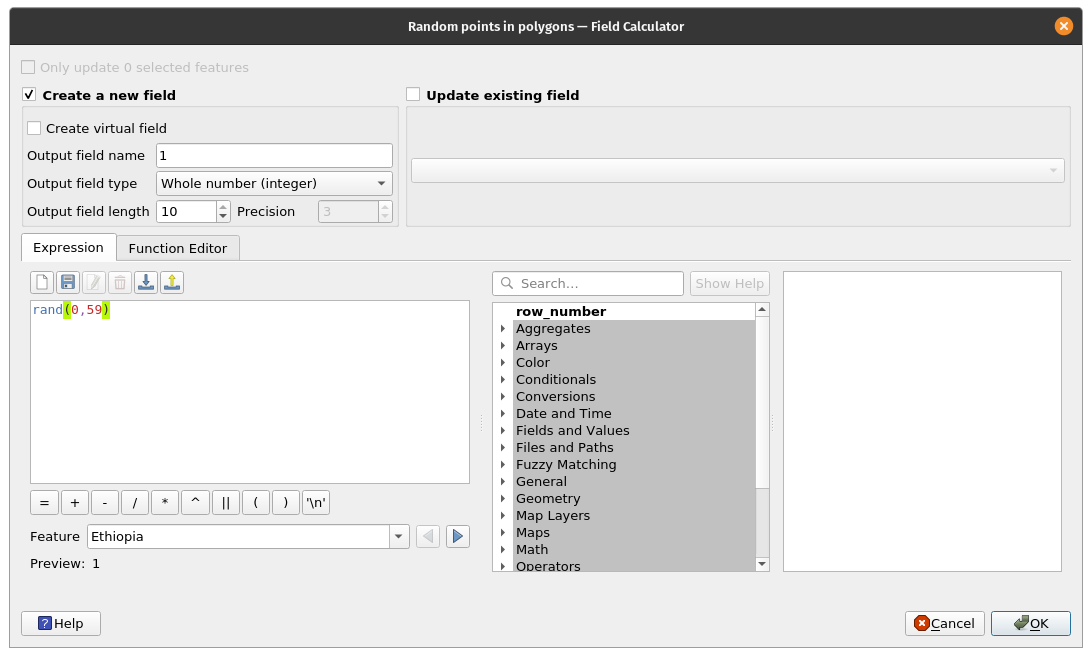 Random points in polygons — Field Calculator
Only update 0 selected features
Create a new field
Update existing field
Create virtual field
Output field name 1
Output field type Whole number (integer)
Output field length 10 Precision 3
Expression Function Editor
Search… Show Help
rand(0,59)
row_number
Aggregates
Arrays
Color
Conditionals
Conversions
Date and Time
Fields and Values
Files and Paths
Fuzzy Matching
General
Geometry
Map Layers
Maps
Math
Operators
= + - / * ^ || ( ) '\n'
Feature Ethiopia
Preview: 1
? Help
Cancel
OK